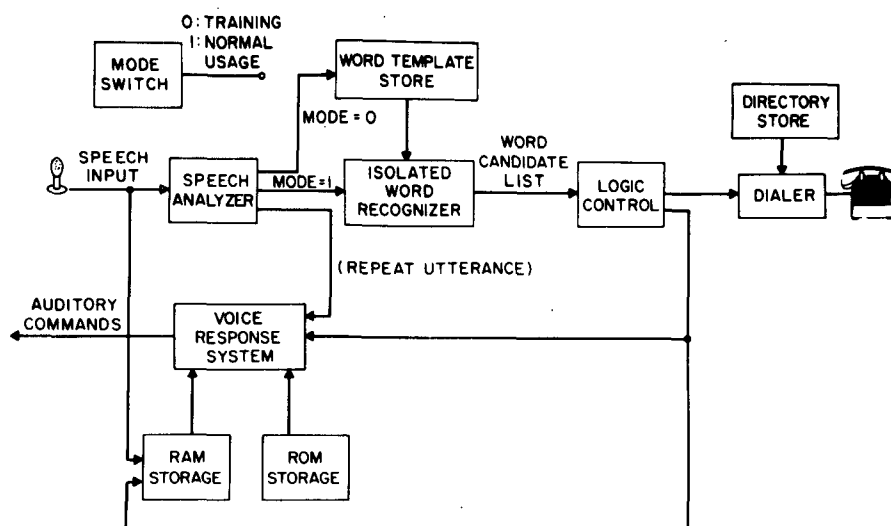 0: TRAINING
1: NORMAL
USAGE
MODE
SWITCH
WORD TEMPLATE
STORE
DIRECTORY
STORE
MODE = 0
SPEECH
INPUT
SPEECH
ANALYZER
MODE=1
ISOLATED
WORD
RECOGNIZER
WORD
CANDIDATE
LIST
LOGIC
CONTROL
DIALER
(REPEAT UTTERANCE)
AUDITORY
COMMANDS
VOICE
RESPONSE
SYSTEM
RAM
STORAGE
ROM
STORAGE